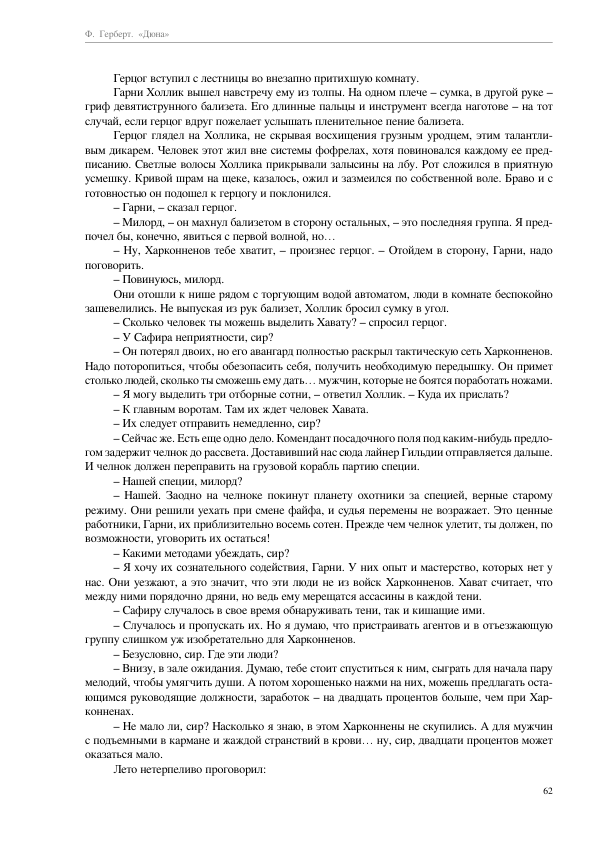 Ф. Герберт. «Дюна»
Герцог вступил с лестницы во внезапно притихшую комнату.
Гарни Холлик вышел навстречу ему из толпы. На одном плече – сумка, в другой руке –
гриф девятиструнного бализета. Его длинные пальцы и инструмент всегда наготове – на тот
случай, если герцог вдруг пожелает услышать пленительное пение бализета.
Герцог глядел на Холлика, не скрывая восхищения грузным уродцем, этим талантли-
вым дикарем. Человек этот жил вне системы фофрелах, хотя повиновался каждому ее пред-
писанию. Светлые волосы Холлика прикрывали залысины на лбу. Рот сложился в приятную
усмешку. Кривой шрам на щеке, казалось, ожил и зазмеился по собственной воле. Браво и с
готовностью он подошел к герцогу и поклонился.
– Гарни, – сказал герцог.
– Милорд, – он махнул бализетом в сторону остальных, – это последняя группа. Я пред-
почел бы, конечно, явиться с первой волной, но…
– Ну, Харконненов тебе хватит, – произнес герцог. – Отойдем в сторону, Гарни, надо
поговорить.
– Повинуюсь, милорд.
Они отошли к нише рядом с торгующим водой автоматом, люди в комнате беспокойно
зашевелились. Не выпуская из рук бализет, Холлик бросил сумку в угол.
– Сколько человек ты можешь выделить Хавату? – спросил герцог.
– У Сафира неприятности, сир?
– Он потерял двоих, но его авангард полностью раскрыл тактическую сеть Харконненов.
Надо поторопиться, чтобы обезопасить себя, получить необходимую передышку. Он примет
столько людей, сколько ты сможешь ему дать… мужчин, которые не боятся поработать ножами.
– Я могу выделить три отборные сотни, – ответил Холлик. – Куда их прислать?
– К главным воротам. Там их ждет человек Хавата.
– Их следует отправить немедленно, сир?
– Сейчас же. Есть еще одно дело. Комендант посадочного поля под каким-нибудь предло-
гом задержит челнок до рассвета. Доставивший нас сюда лайнер Гильдии отправляется дальше.
И челнок должен переправить на грузовой корабль партию специи.
– Нашей специи, милорд?
– Нашей. Заодно на челноке покинут планету охотники за специей, верные старому
режиму. Они решили уехать при смене файфа, и судья перемены не возражает. Это ценные
работники, Гарни, их приблизительно восемь сотен. Прежде чем челнок улетит, ты должен, по
возможности, уговорить их остаться!
– Какими методами убеждать, сир?
– Я хочу их сознательного содействия, Гарни. У них опыт и мастерство, которых нет у
нас. Они уезжают, а это значит, что эти люди не из войск Харконненов. Хават считает, что
между ними порядочно дряни, но ведь ему мерещатся ассасины в каждой тени.
– Сафиру случалось в свое время обнаруживать тени, так и кишащие ими.
– Случалось и пропускать их. Но я думаю, что пристраивать агентов и в отъезжающую
группу слишком уж изобретательно для Харконненов.
– Безусловно, сир. Где эти люди?
– Внизу, в зале ожидания. Думаю, тебе стоит спуститься к ним, сыграть для начала пару
мелодий, чтобы умягчить души. А потом хорошенько нажми на них, можешь предлагать оста-
ющимся руководящие должности, заработок – на двадцать процентов больше, чем при Хар-
конненах.
– Не мало ли, сир? Насколько я знаю, в этом Харконнены не скупились. А для мужчин
с подъемными в кармане и жаждой странствий в крови… ну, сир, двадцати процентов может
оказаться мало.
Лето нетерпеливо проговорил:
62